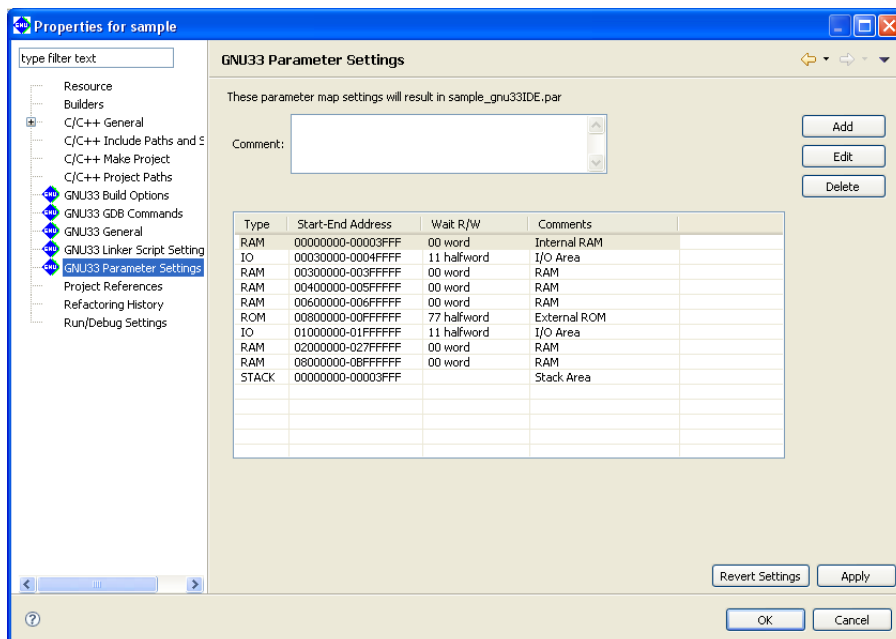 Properties for sample
type filter text
GNU33 Parameter Settings
Resource
Builders
C/C++ General
C/C++ Include Paths and S
C/C++ Make Project
C/C++ Project Paths
GNU33 Build Options
GNU33 GDB Commands
GNU33 General
GNU33 Linker Script Setting
GNU33 Parameter Settings
Project References
Refactoring History
Run/Debug Settings
These parameter map settings will result in sample_gnu33IDE.par
Comment:
Add
Edit
Delete
Type Start-End Address Wait R/W Comments
RAM 00000000-00003FFF 00 word Internal RAM
IO 00030000-0004FFFF 11 halfword I/O Area
RAM 00300000-003FFFFF 00 word RAM
RAM 00400000-005FFFFF 00 word RAM
RAM 00600000-006FFFFF 00 word RAM
ROM 00800000-00FFFFFF 77 halfword External ROM
IO 01000000-01FFFFFF 11 halfword I/O Area
RAM 02000000-027FFFFF 00 word RAM
RAM 08000000-0BFFFFFF 00 word RAM
STACK 00000000-00003FFF Stack Area
Revert Settings
Apply
OK
Cancel